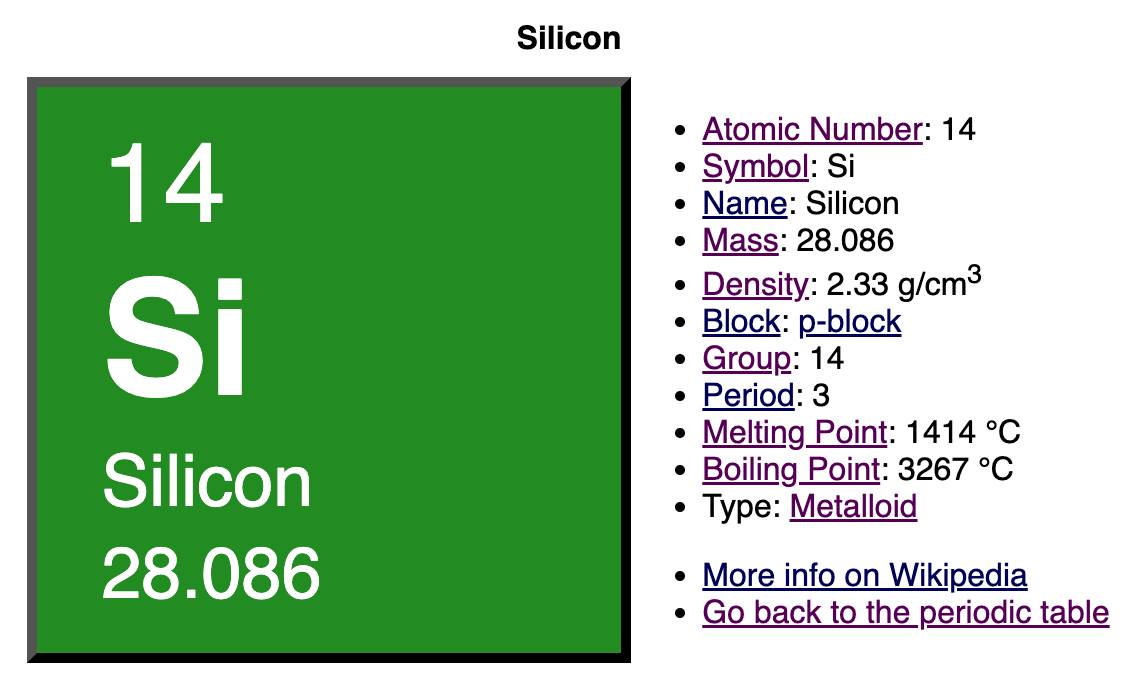 Silicon
14
Si
Silicon
28.086
Atomic Number: 14
Symbol: Si
Name: Silicon
Mass: 28.086
Density: 2.33 g/cm³
Block: p-block
Group: 14
Period: 3
Melting Point: 1414 °C
Boiling Point: 3267 °C
Type: Metalloid
More info on Wikipedia
Go back to the periodic table